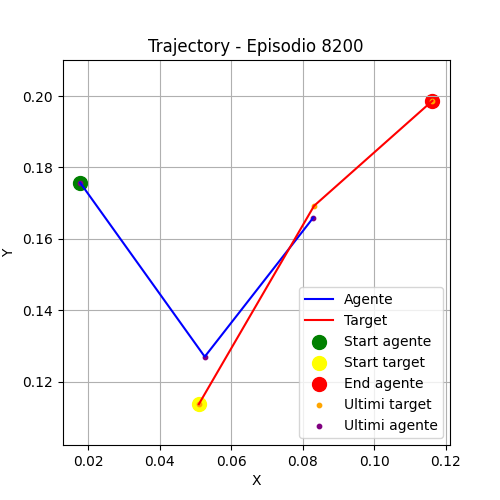 Trajectory - Episodio 8200
0.20
0.18
0.16
0.14
0.12
Y
0.02
0.04
0.06
0.08
0.10
0.12
X
Agente
Target
Start agente
Start target
End agente
Ultimi target
Ultimi agente